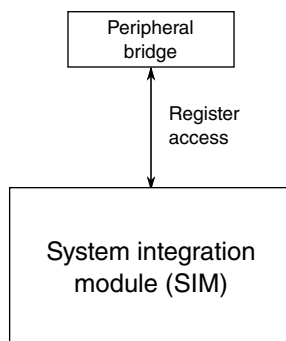 Peripheral
bridge
Register
access
System integration
module (SIM)